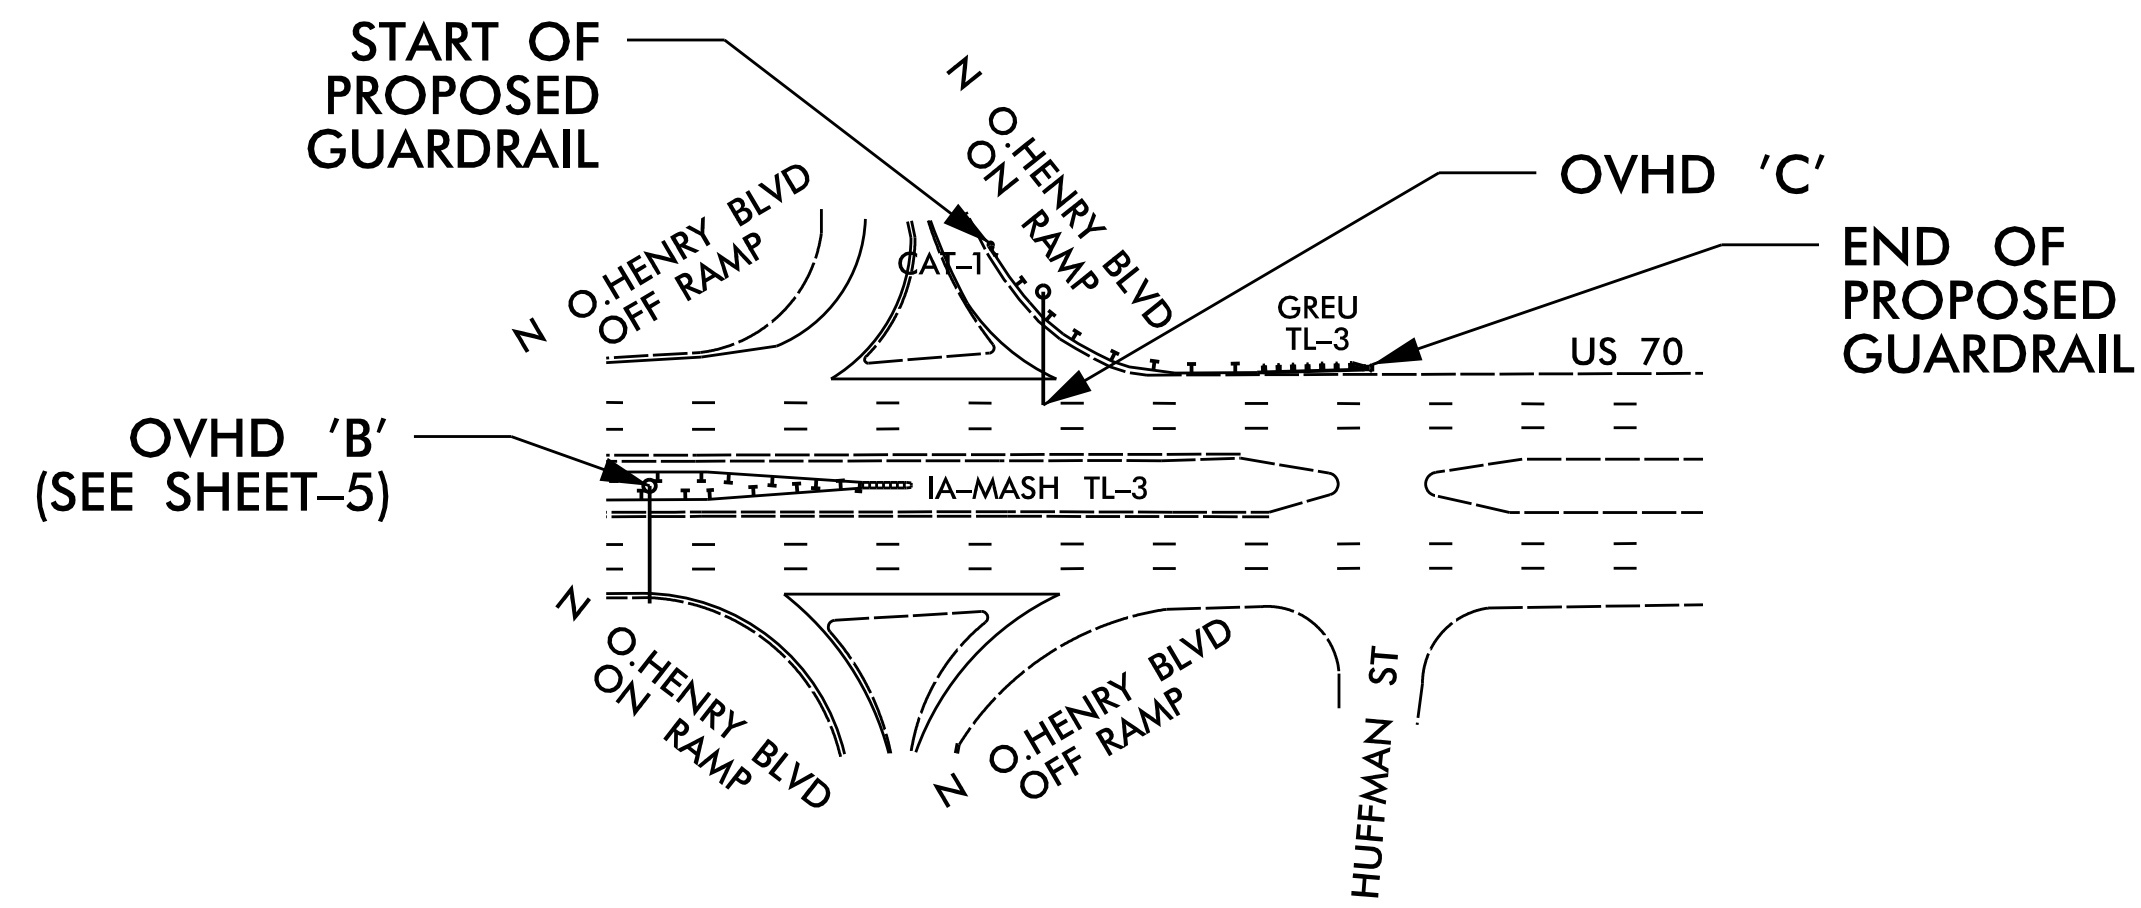 START OF
PROPOSED
GUARDRAIL
N O.HENRY BLVD
ON RAMP
OVHD 'C'
END OF
PROPOSED
GUARDRAIL
N O.HENRY BLVD
OFF RAMP
CAT-1
GREU
TL-3
US 70
OVHD 'B'
(SEE SHEET-5)
IA-MASH TL-3
N O.HENRY BLVD
ON RAMP
N O.HENRY BLVD
OFF RAMP
HUFFMAN ST